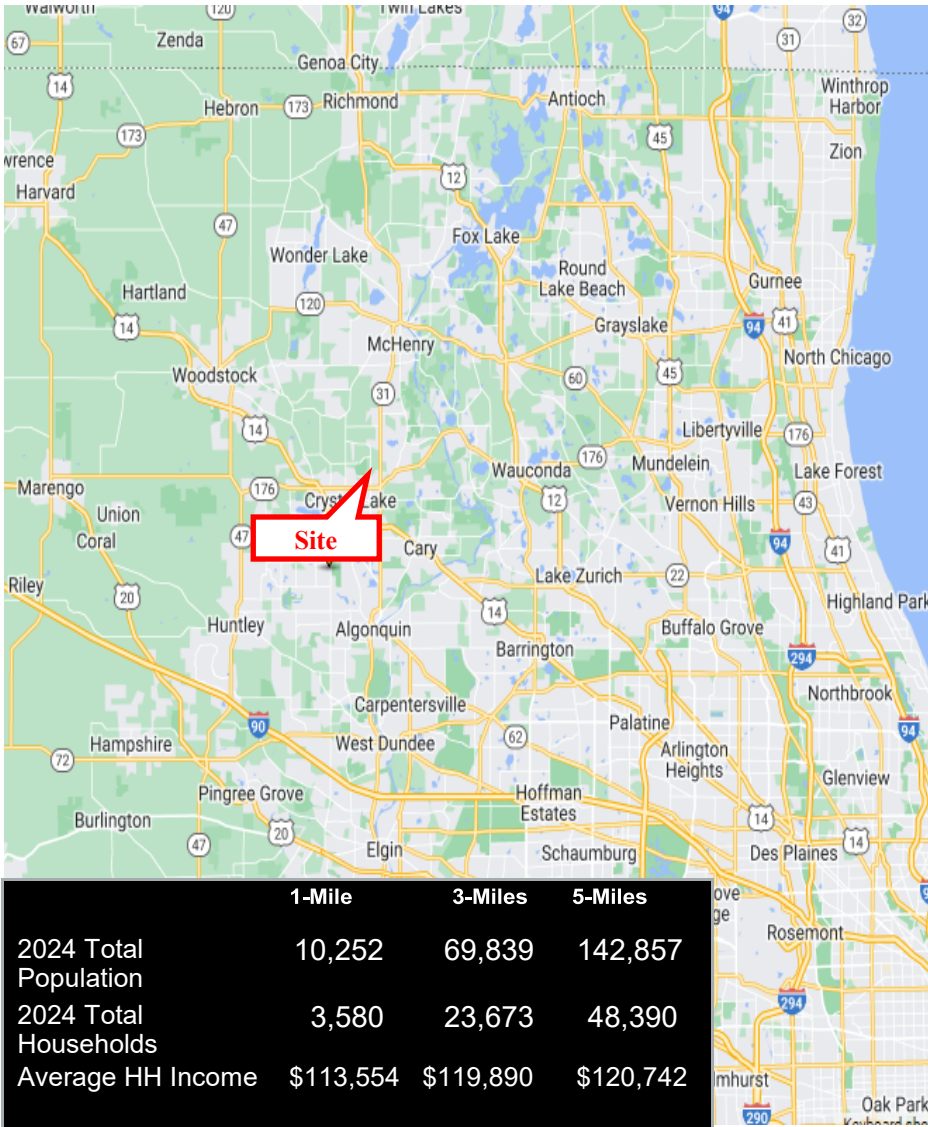 Walworth
120
Twin Lakes
94
32
67
Zenda
31
14
Genoa City
Winthrop
Harbor
Hebron
173
Richmond
Antioch
173
45
Zion
wrence
12
Harvard
47
Fox Lake
Wonder Lake
Round
Lake Beach
Gurnee
Hartland
120
14
Grayslake
94
41
McHenry
North Chicago
Woodstock
60
45
31
14
Libertyville
176
Wauconda
176
Mundelein
Lake Forest
Marengo
176
Crystal Lake
12
Vernon Hills
43
Union
47
Site
Coral
Cary
94
41
Riley
20
Lake Zurich
22
14
Highland Park
Huntley
Algonquin
Buffalo Grove
Barrington
294
Northbrook
Carpentersville
90
Palatine
94
62
Hampshire
West Dundee
Arlington
Heights
72
Glenview
Pingree Grove
Hoffman
Estates
Burlington
20
14
47
Elgin
Schaumburg
Des Plaines
14
1-Mile 3-Miles 5-Miles
ove
ge
Rosemont
2024 Total
Population
10,252 69,839 142,857
294
2024 Total
Households
3,580 23,673 48,390
Average HH Income $113,554 $119,890 $120,742
lmhurst
290
Oak Park